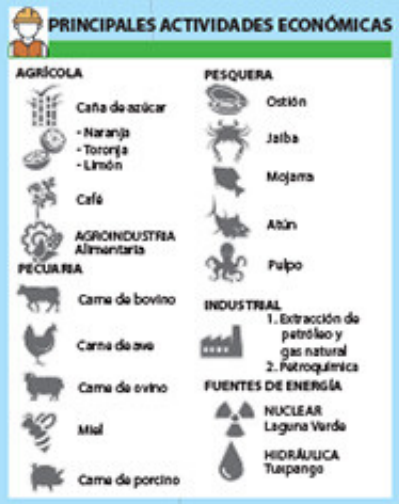 PRINCIPALES ACTIVIDADES ECONÓMICAS
AGRÍCOLA
Caña de azúcar
- Naranja
- Toronja
- Limón
Café
AGROINDUSTRIA
Alimentaria
PECUARIA
Carne de bovino
Carne de ave
Carne de ovino
Miel
Carne de porcino
PESQUERA
Ostión
Jaiba
Mojarra
Atún
Pulpo
INDUSTRIAL
1. Extracción de
petróleo y
gas natural
2. Petroquímica
FUENTES DE ENERGÍA
NUCLEAR
Laguna Verde
HIDRÁULICA
Tuxpango